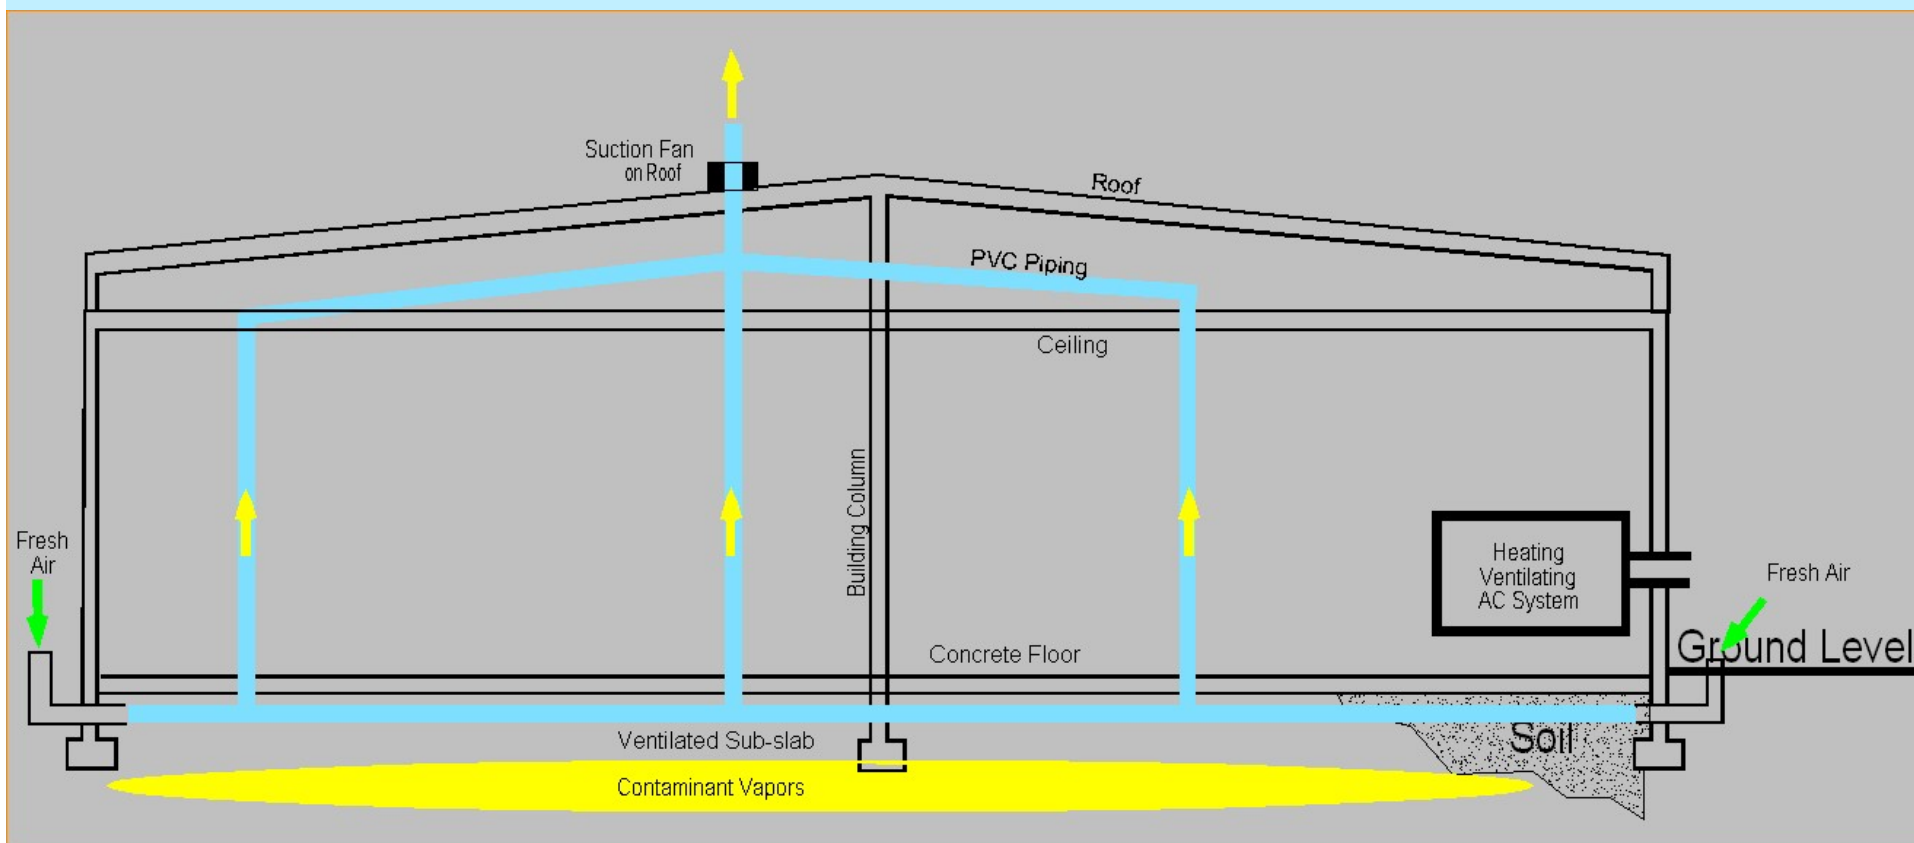 Suction Fan
on Roof
Roof
PVC Piping
Ceiling
Building Column
Fresh
Air
Heating
Ventilating
AC System
Fresh Air
Ground Level
Concrete Floor
Soil
Ventilated Sub-slab
Contaminant Vapors